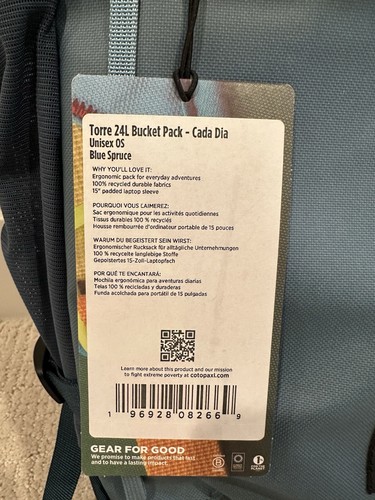 Torre 24L Bucket Pack - Cada Dia
Unisex OS
Blue Spruce
WHY YOU'LL LOVE IT:
Ergonomic pack for everyday adventures
100% recycled durable fabrics
15" padded laptop sleeve
POURQUOI VOUS L'AIMEREZ:
Sac ergonomique pour les activités quotidiennes
Tissus durables 100 % recyclés
Housse rembourrée d'ordinateur portable de 15 pouces
WARUM DU BEGEISTERT SEIN WIRST:
Ergonomischer Rucksack für alltägliche Unternehmungen
100 % recycelte langlebige Stoffe
Gepolstertes 15-Zoll-Laptopfach
POR QUÉ TE ENCANTARÁ:
Mochila ergonómica para aventuras diarias
Telas 100 % recicladas y duraderas
Funda acolchada para portátil de 15 pulgadas
Learn more about this product and our mission
to fight extreme poverty at cotopaxi.com
1 96928 08266 9
GEAR FOR GOOD
We promise to make products that last
and to have a lasting impact.